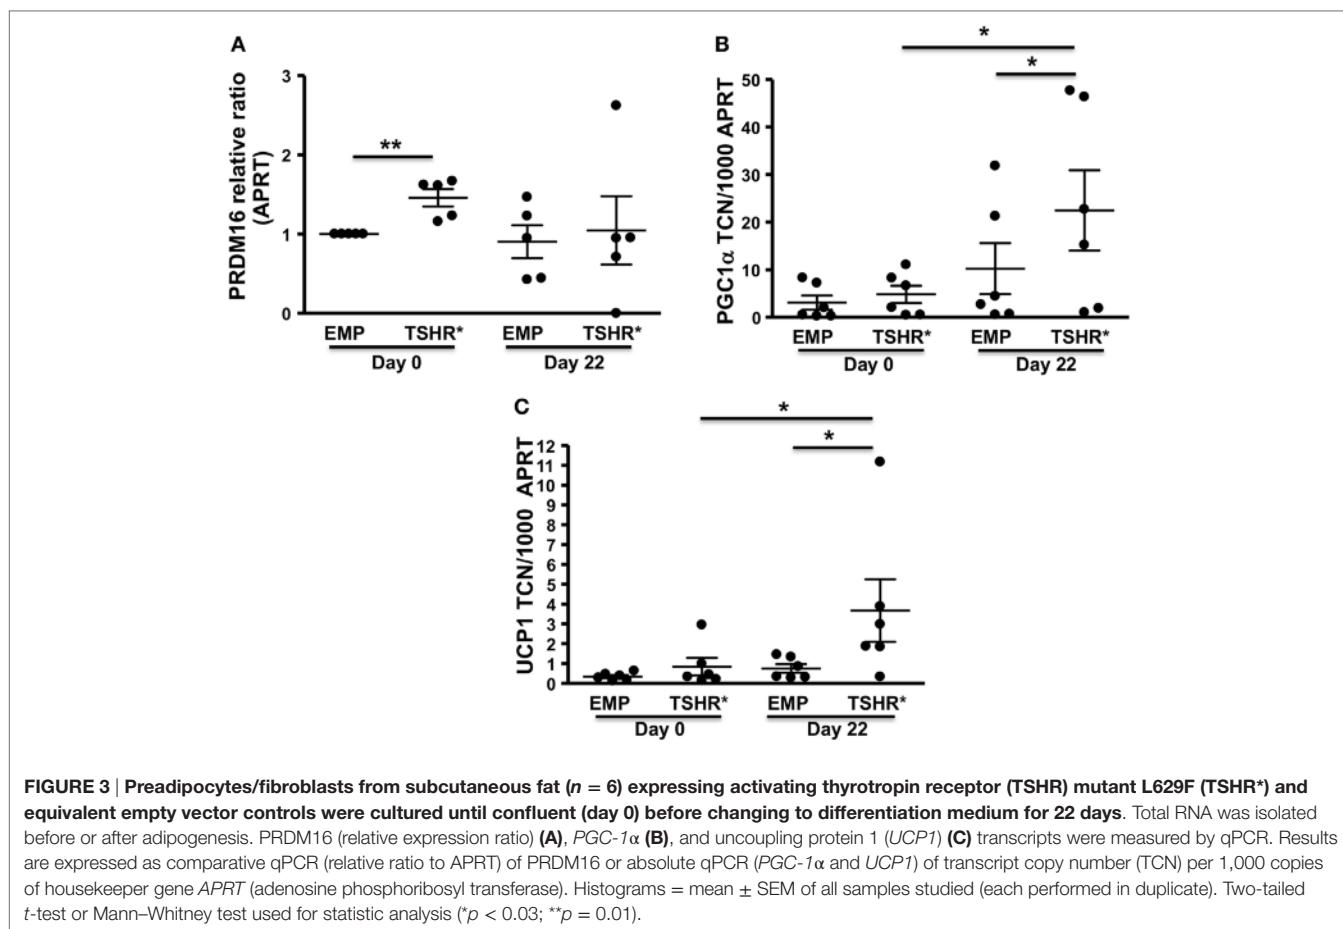 A
PRDM16 relative ratio
(APRT)
3
2
1
0
**
EMP TSHR* EMP TSHR*
Day 0 Day 22
B
PGC1α TCN/1000 APRT
50
40
30
20
10
0
*
*
EMP TSHR* EMP TSHR*
Day 0 Day 22
C
UCP1 TCN/1000 APRT
12
11
10
9
8
7
6
5
4
3
2
1
0
*
*
EMP TSHR* EMP TSHR*
Day 0 Day 22
FIGURE 3 | Preadipocytes/fibroblasts from subcutaneous fat (n = 6) expressing activating thyrotropin receptor (TSHR) mutant L629F (TSHR*) and
equivalent empty vector controls were cultured until confluent (day 0) before changing to differentiation medium for 22 days. Total RNA was isolated
before or after adipogenesis. PRDM16 (relative expression ratio) (A), PGC-1α (B), and uncoupling protein 1 (UCP1) (C) transcripts were measured by qPCR. Results
are expressed as comparative qPCR (relative ratio to APRT) of PRDM16 or absolute qPCR (PGC-1α and UCP1) of transcript copy number (TCN) per 1,000 copies
of housekeeper gene APRT (adenosine phosphoribosyl transferase). Histograms = mean ± SEM of all samples studied (each performed in duplicate). Two-tailed
t-test or Mann–Whitney test used for statistic analysis (*p < 0.03; **p = 0.01).